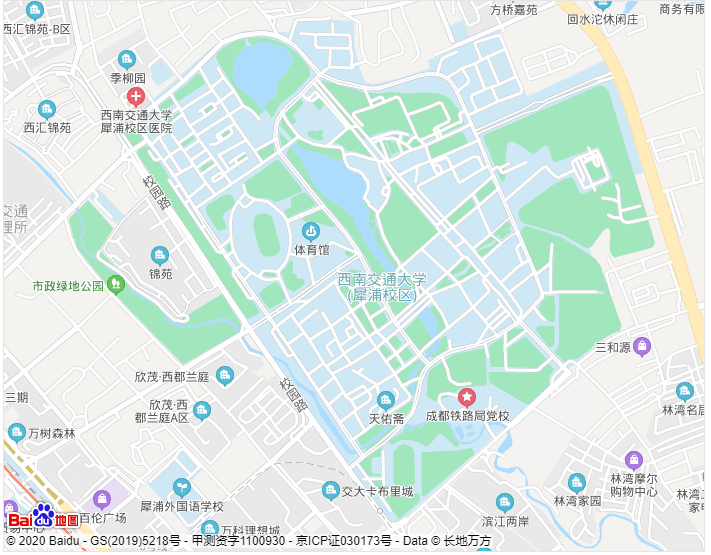 方桥嘉苑
回水沱休闲庄
商务有限
西汇锦苑-B区
季柳园
西南交通大学
犀浦校区医院
西汇锦苑
校园路
交通
理所
体育馆
锦苑
西南交通大学
(犀浦校区)
市政绿地公园
三和源
欣茂·西郡兰庭
校园路
三期
欣茂·西
郡兰庭A区
天佑斋
成都铁路局党校
林湾名居
万树森林
林湾摩尔
购物中心
林湾家园
林湾二
家电
交大卡布里城
犀浦外国语学校
滨江两岸
百伦广场
贸易中心
万科理想城
Bai du 地图
© 2020 Baidu - GS(2019)5218号 - 甲测资字1100930 - 京ICP证030173号 - Data © 长地万方